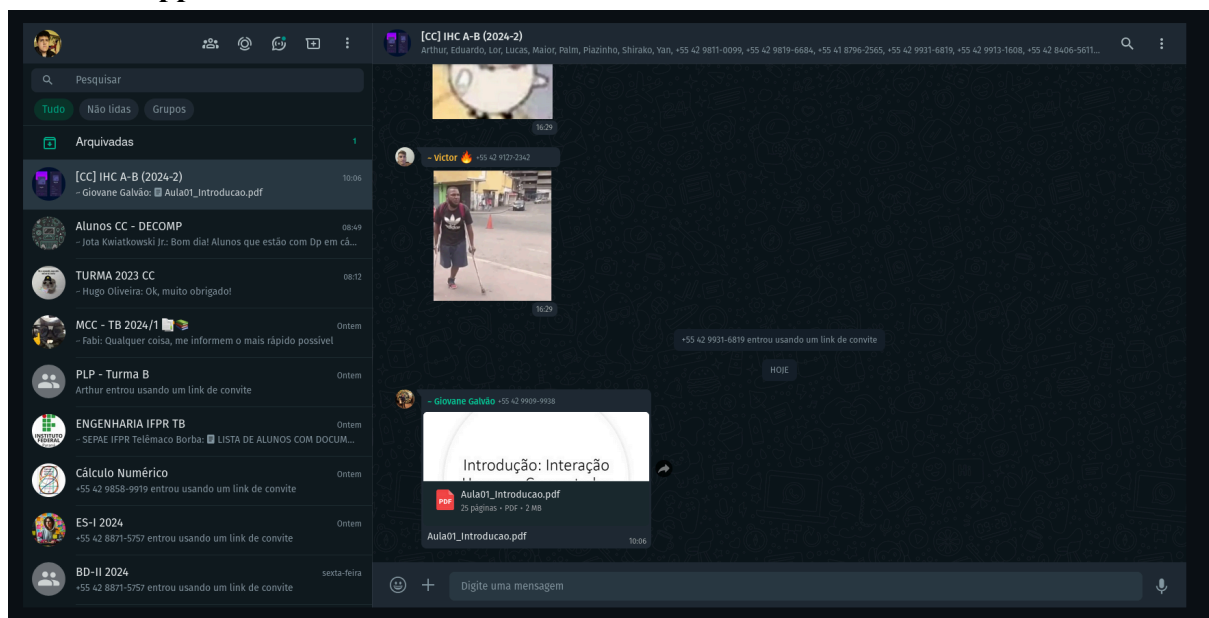 Pesquisar
Tudo
Não lidas
Grupos
Arquivadas
1
[CC] IHC A-B (2024-2)
10:06
~ Giovane Galvão: Aula01_Introducao.pdf
Alunos CC - DECOMP
08:49
~ Jota Kwiatkowski Jr.: Bom dia! Alunos que estão com Dp em cá...
TURMA 2023 CC
08:12
~ Hugo Oliveira: Ok, muito obrigado!
MCC - TB 2024/1
Ontem
~ Fabi: Qualquer coisa, me informem o mais rápido possível
PLP - Turma B
Ontem
Arthur entrou usando um link de convite
ENGENHARIA IFPR TB
Ontem
~ SEPAE IFPR Telêmaco Borba: LISTA DE ALUNOS COM DOCUM...
INSTITUTO
FEDERAL
Cálculo Numérico
Ontem
+55 42 9858-9919 entrou usando um link de convite
ES-I 2024
Ontem
+55 42 8871-5757 entrou usando um link de convite
BD-II 2024
sexta-feira
+55 42 8871-5757 entrou usando um link de convite
[CC] IHC A-B (2024-2)
Arthur, Eduardo, Lor, Lucas, Maior, Palm, Piazinho, Shirako, Yan, +55 42 9811-0099, +55 42 9819-6684, +55 41 8796-2565, +55 42 9931-6819, +55 42 9913-1608, +55 42 8406-5611...
16:29
~ Victor 🔥 +55 42 9127-2342
16:29
+55 42 9931-6819 entrou usando um link de convite
HOJE
~ Giovane Galvão +55 42 9909-9938
Introdução: Interação
PDF
Aula01_Introducao.pdf
25 páginas • PDF • 2 MB
Aula01_Introducao.pdf
10:06
Digite uma mensagem